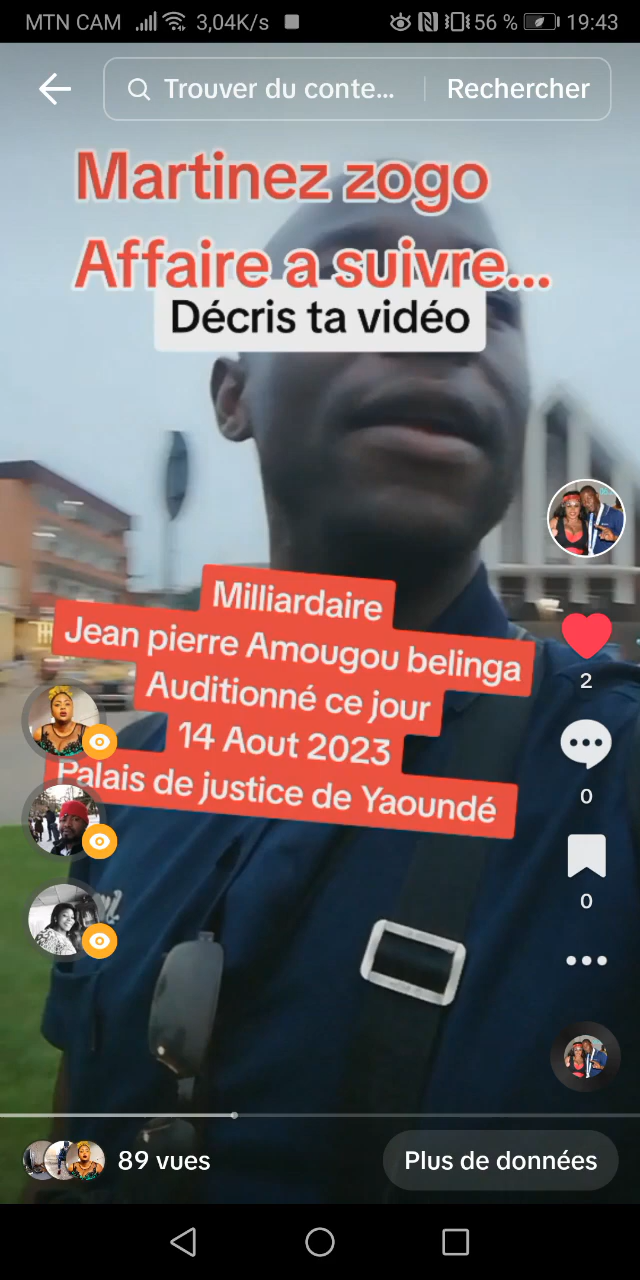 MTN CAM 3,04K/s 56 % 19:43
Trouver du conte... Rechercher
Martinez zogo
Affaire a suivre...
Décris ta vidéo
Milliardaire
Jean pierre Amougou belinga
Auditionné ce jour
14 Aout 2023
Palais de justice de Yaoundé
2
0
0
89 vues
Plus de données